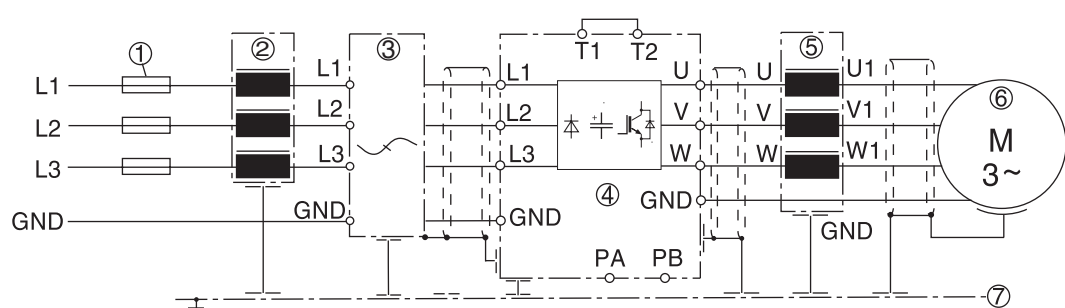 T1 T2
① ② ③ ⑤
L1 L1 L1 U U U1
⑥
L2 L2 L2 V V V1 M
L3 L3 L3 W W W1 3~
④ GND
GND GND GND GND
PA PB
⑦